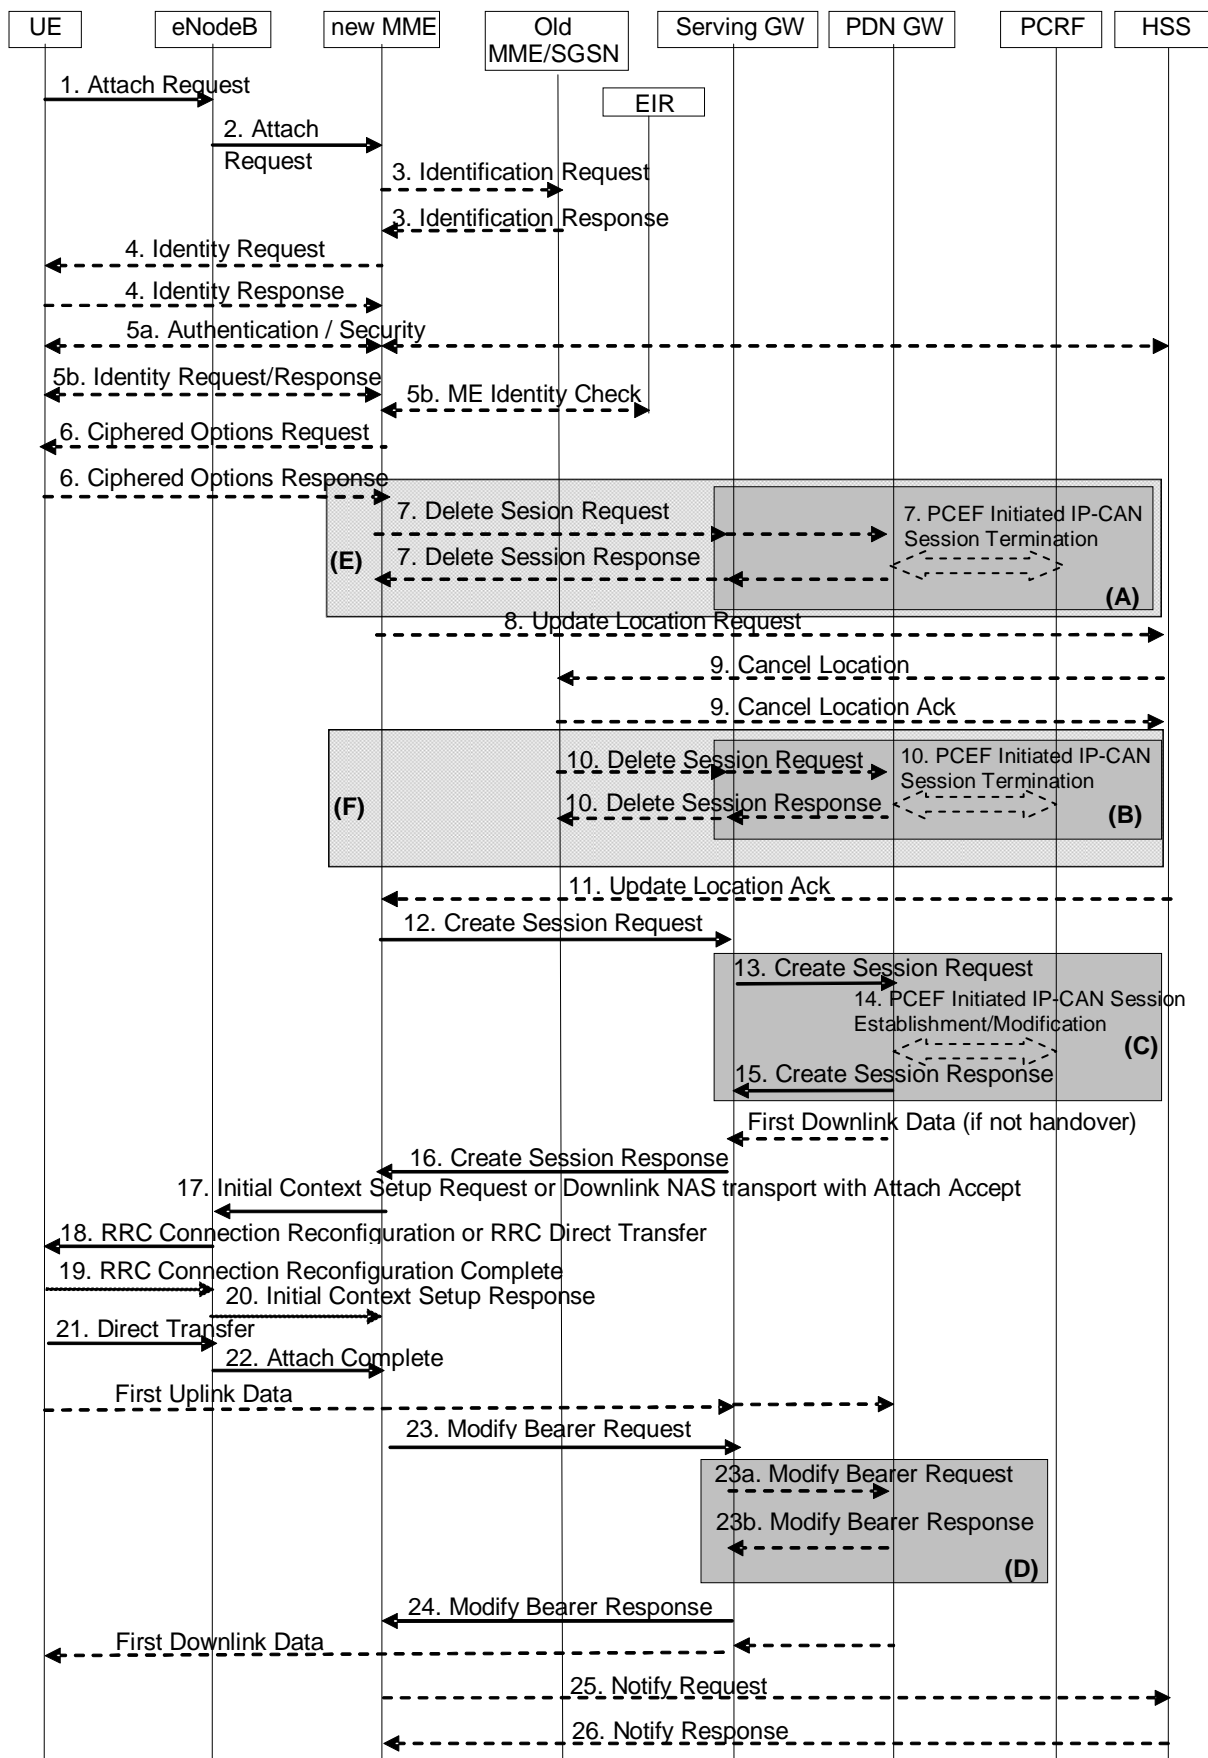 UE
eNodeB
new MME
Old
MME/SGSN
Serving GW
PDN GW
PCRF
HSS
EIR
1. Attach Request
2. Attach
Request
3. Identification Request
3. Identification Response
4. Identity Request
4. Identity Response
5a. Authentication / Security
5b. Identity Request/Response
5b. ME Identity Check
6. Ciphered Options Request
6. Ciphered Options Response
7. Delete Sesion Request
7. PCEF Initiated IP-CAN
Session Termination
(E)
7. Delete Session Response
(A)
8. Update Location Request
9. Cancel Location
9. Cancel Location Ack
10. Delete Session Request
10. PCEF Initiated IP-CAN
Session Termination
(F)
10. Delete Session Response
(B)
11. Update Location Ack
12. Create Session Request
13. Create Session Request
14. PCEF Initiated IP-CAN Session
Establishment/Modification
(C)
15. Create Session Response
First Downlink Data (if not handover)
16. Create Session Response
17. Initial Context Setup Request or Downlink NAS transport with Attach Accept
18. RRC Connection Reconfiguration or RRC Direct Transfer
19. RRC Connection Reconfiguration Complete
20. Initial Context Setup Response
21. Direct Transfer
22. Attach Complete
First Uplink Data
23. Modify Bearer Request
23a. Modify Bearer Request
23b. Modify Bearer Response
(D)
24. Modify Bearer Response
First Downlink Data
25. Notify Request
26. Notify Response